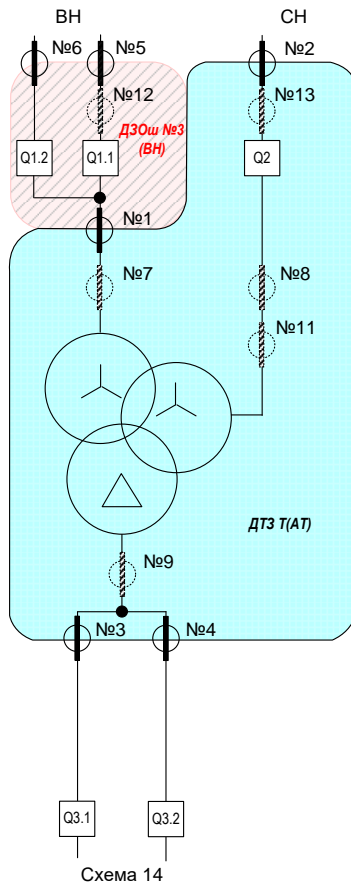 ВН
СН
№6
№5
№2
№12
№13
ДЗОш №3
(ВН)
Q1.2
Q1.1
Q2
№1
№7
№8
№11
ДТЗ Т(АТ)
№9
№3
№4
Q3.1
Q3.2
Схема 14